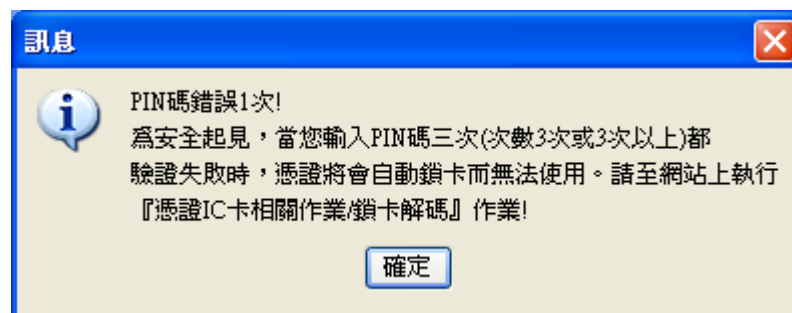 訊息
PIN碼錯誤1次!
為安全起見，當您輸入PIN碼三次(次數3次或3次以上)都
驗證失敗時，憑證將會自動鎖卡而無法使用。請至網站上執行
『憑證IC卡相關作業/鎖卡解碼』作業!
確定